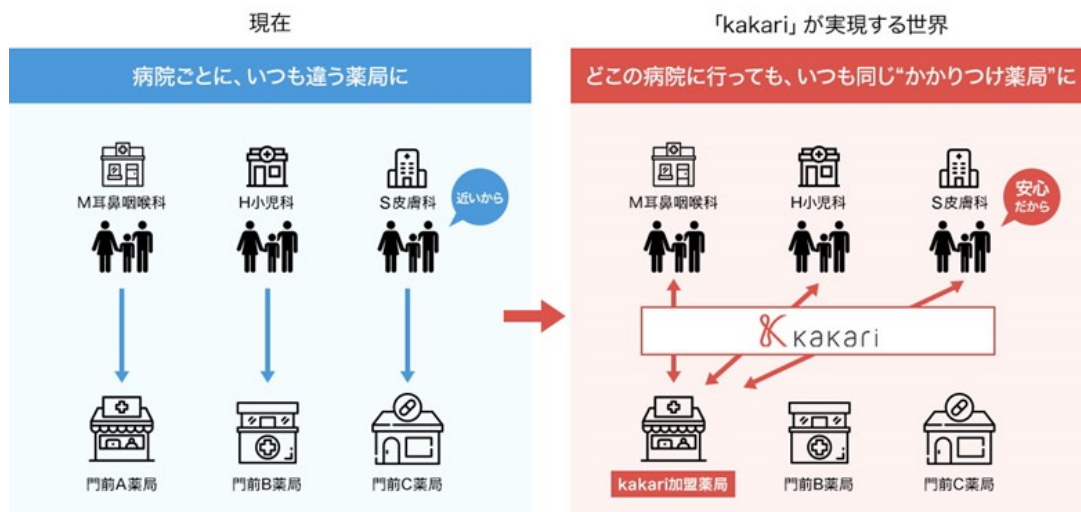 現在
病院ごとに、いつも違う薬局に
M耳鼻咽喉科
H小児科
S皮膚科
近いから
門前A薬局
門前B薬局
門前C薬局
「kakari」が実現する世界
どこの病院に行っても、いつも同じ“かかりつけ薬局”に
M耳鼻咽喉科
H小児科
S皮膚科
安心
だから
kakari
kakari加盟薬局
門前B薬局
門前C薬局